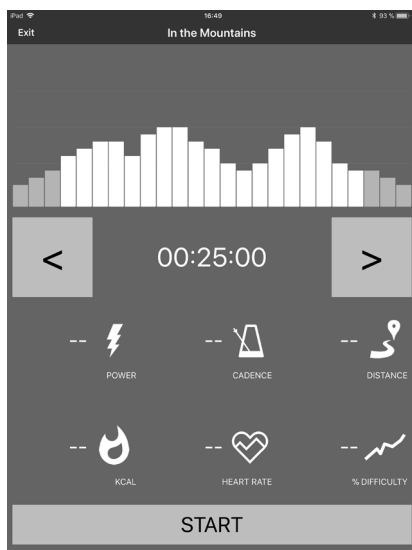 iPad 16:49 93 %
Exit In the Mountains
< 00:25:00 >
-- -- --
POWER CADENCE DISTANCE
-- -- --
KCAL HEART RATE % DIFFICULTY
START